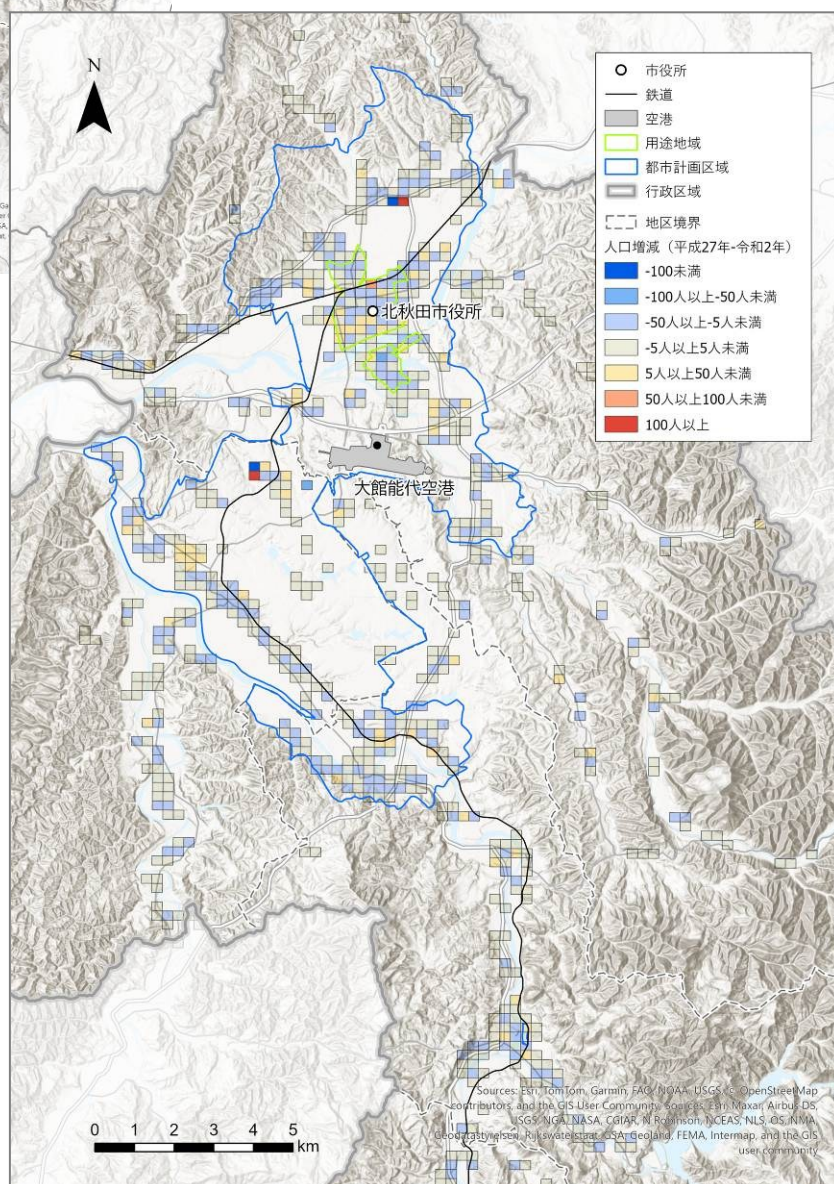 N
市役所
鉄道
空港
用途地域
都市計画区域
行政区域
地区境界
人口増減（平成27年-令和2年）
-100未満
-100人以上-50人未満
-50人以上-5人未満
-5人以上5人未満
5人以上50人未満
50人以上100人未満
100人以上
北秋田市役所
大館能代空港
0 1 2 3 4 5
km
Sources: Esri, TomTom, Garmin, FAO, NOAA, USGS, © OpenStreetMap
contributors, and the GIS User Community, Sources: Esri, Maxar, Airbus DS,
USGS, NGA, NASA, CGIAR, N Robinson, NCEAS, NLS, OS, NMA,
Geodatastyrelsen, Rijkswaterstaat, GSA, Geoland, FEMA, Intermap, and the GIS
user community